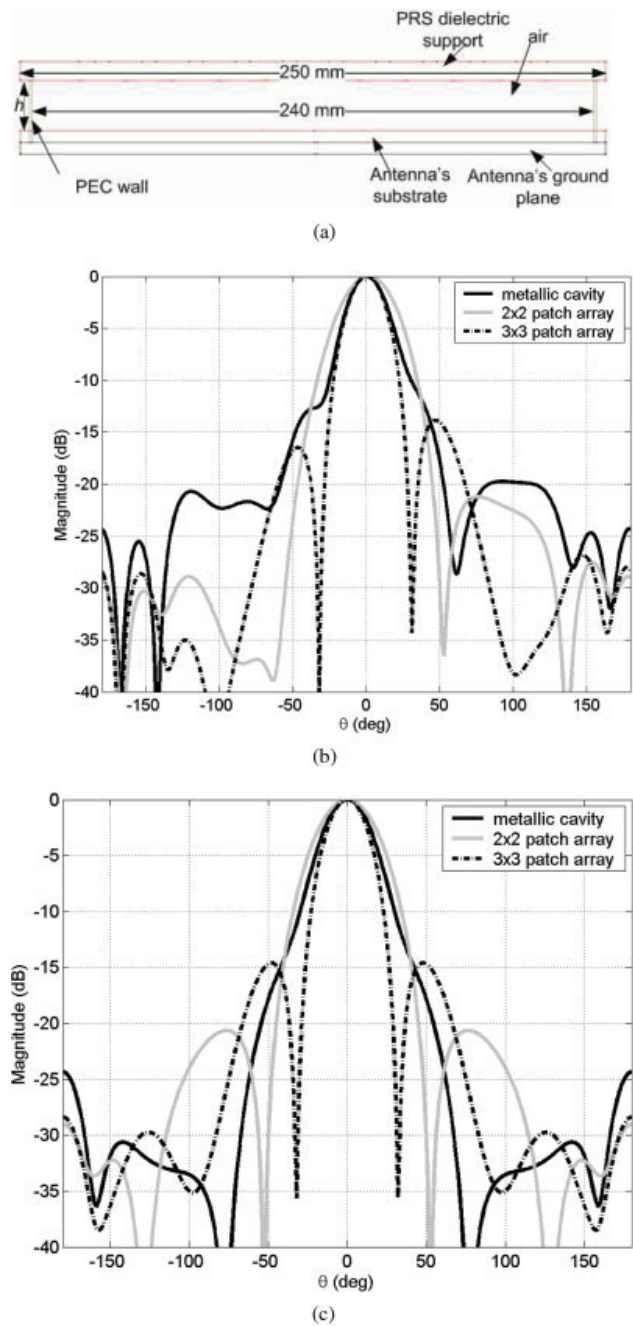 PRS dielectric
support
air
250 mm
h
240 mm
PEC wall
Antenna's
substrate
Antenna's ground
plane
(a)
0
-5
-10
-15
-20
-25
-30
-35
-40
Magnitude (dB)
metallic cavity
2x2 patch array
3x3 patch array
-150 -100 -50 0 50 100 150
θ (deg)
(b)
0
-5
-10
-15
-20
-25
-30
-35
-40
Magnitude (dB)
metallic cavity
2x2 patch array
3x3 patch array
-100 -50 0 50 100 150
θ (deg)
(c)